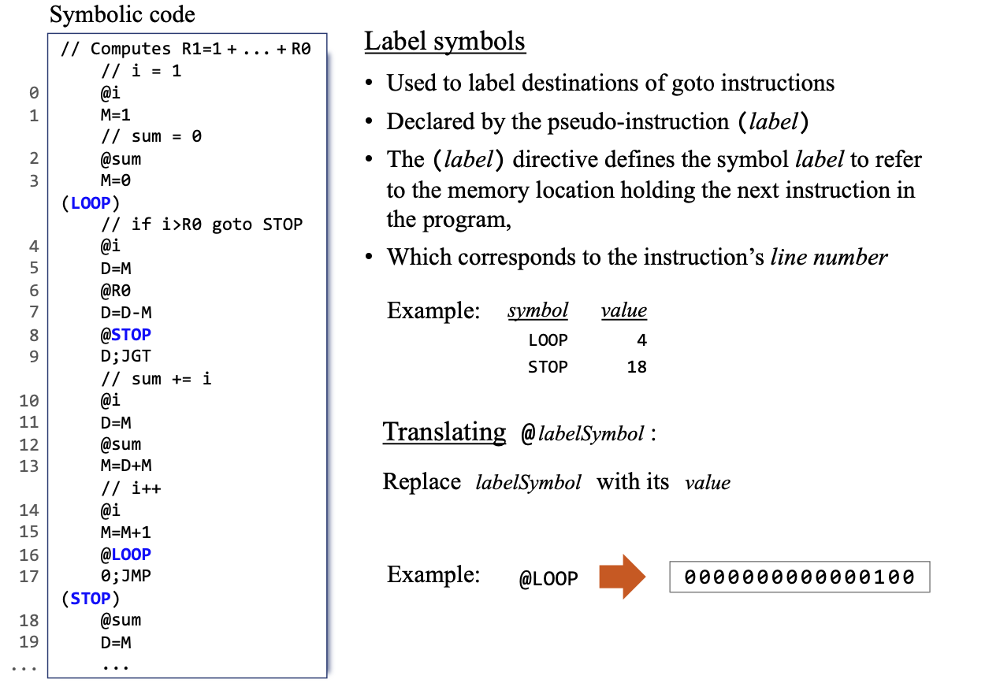 Symbolic code
// Computes R1=1 + ... + R0
// i = 1
0 @i
1 M=1
// sum = 0
2 @sum
3 M=0
(LOOP)
// if i>R0 goto STOP
4 @i
5 D=M
6 @R0
7 D=D-M
8 @STOP
9 D;JGT
// sum += i
10 @i
11 D=M
12 @sum
13 M=D+M
// i++
14 @i
15 M=M+1
16 @LOOP
17 0;JMP
(STOP)
18 @sum
19 D=M
... ...
Label symbols
• Used to label destinations of goto instructions
• Declared by the pseudo-instruction (label)
• The (label) directive defines the symbol label to refer
to the memory location holding the next instruction in
the program,
• Which corresponds to the instruction’s line number
Example: symbol value
LOOP 4
STOP 18
Translating @labelSymbol :
Replace labelSymbol with its value
Example: @LOOP 0000000000000100